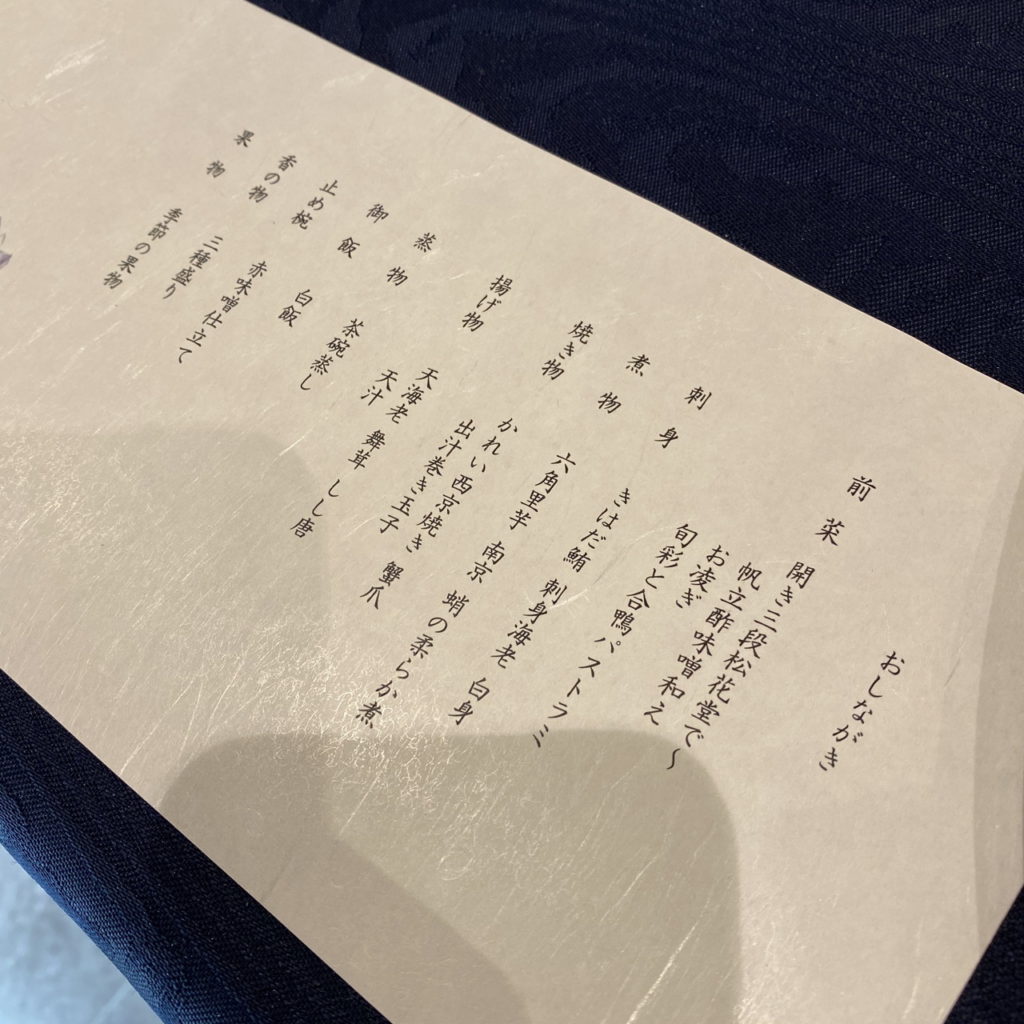 おしながき
前菜 開き三段松花堂で〜
帆立酢味噌和え
お凌ぎ
旬彩と合鴨パストラミ
刺身 きはだ鮪 刺身海老 白身
煮物 六角里芋 南京 蛸の柔らか煮
焼き物 かれい西京焼き 蟹爪
出汁巻き玉子
揚げ物 天海老 舞茸 しし唐
天汁
蒸物 茶碗蒸し
御飯 白飯
止め椀 赤味噌仕立て
香の物 三種盛り
果物 季節の果物